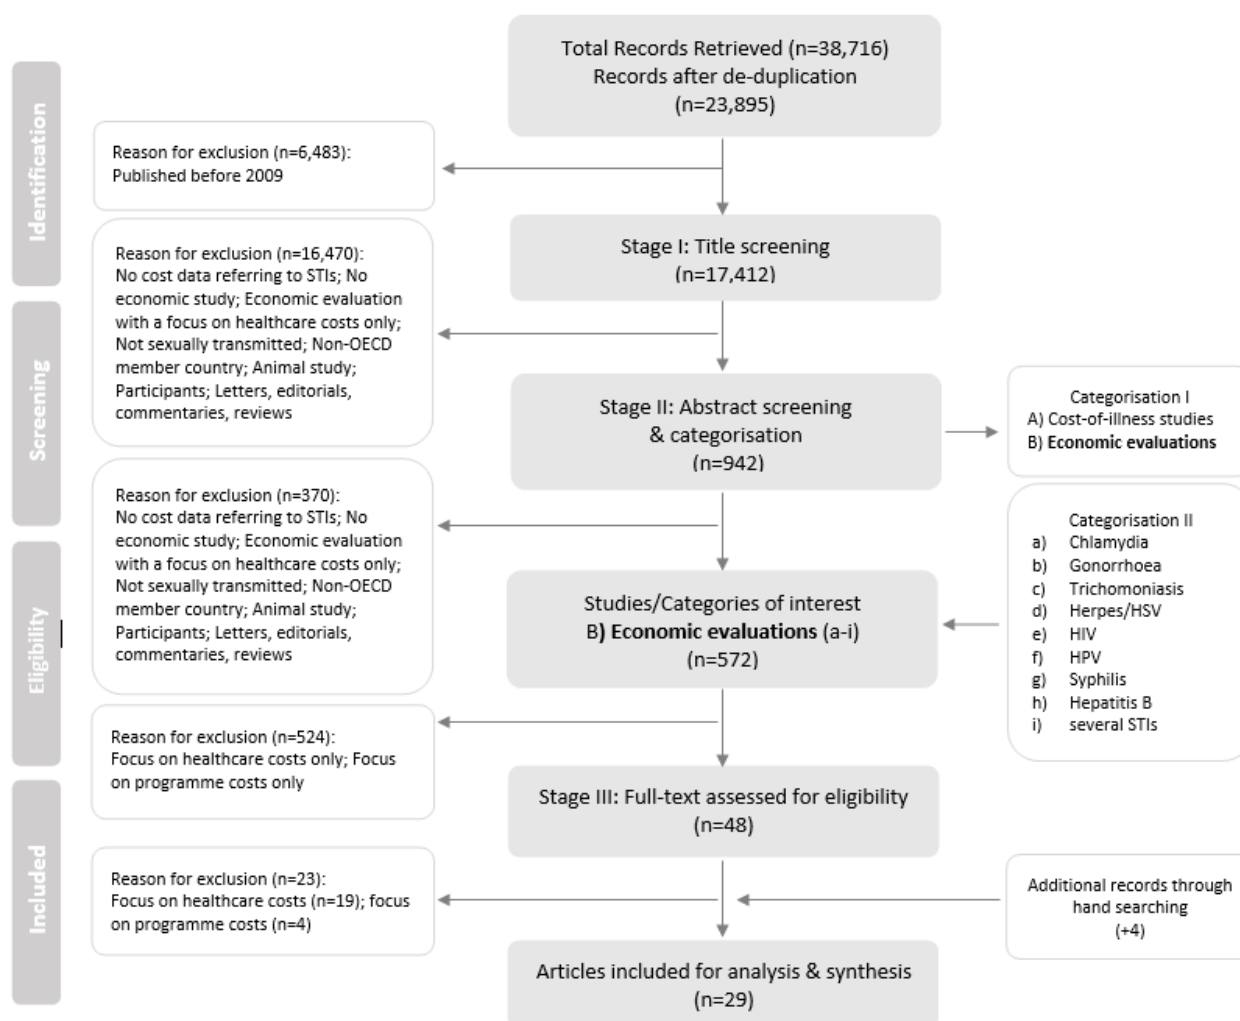 Total Records Retrieved (n=38,716)
Records after de-duplication
(n=23,895)
Identification
Reason for exclusion (n=6,483):
Published before 2009
Stage I: Title screening
(n=17,412)
Reason for exclusion (n=16,470):
No cost data referring to STIs; No
economic study; Economic evaluation
with a focus on healthcare costs only;
Not sexually transmitted; Non-OECD
member country; Animal study;
Participants; Letters, editorials,
commentaries, reviews
Screening
Stage II: Abstract screening
& categorisation
(n=942)
Categorisation I
A) Cost-of-illness studies
B) Economic evaluations
Reason for exclusion (n=370):
No cost data referring to STIs; No
economic study; Economic evaluation
with a focus on healthcare costs only;
Not sexually transmitted; Non-OECD
member country; Animal study;
Participants; Letters, editorials,
commentaries, reviews
Categorisation II
a) Chlamydia
b) Gonorrhoea
c) Trichomoniasis
d) Herpes/HSV
e) HIV
f) HPV
g) Syphilis
h) Hepatitis B
i) several STIs
Eligibility
Studies/Categories of interest
B) Economic evaluations (a-i)
(n=572)
Reason for exclusion (n=524):
Focus on healthcare costs only; Focus
on programme costs only
Stage III: Full-text assessed for eligibility
(n=48)
Included
Reason for exclusion (n=23):
Focus on healthcare costs (n=19); focus
on programme costs (n=4)
Additional records through
hand searching
(+4)
Articles included for analysis & synthesis
(n=29)